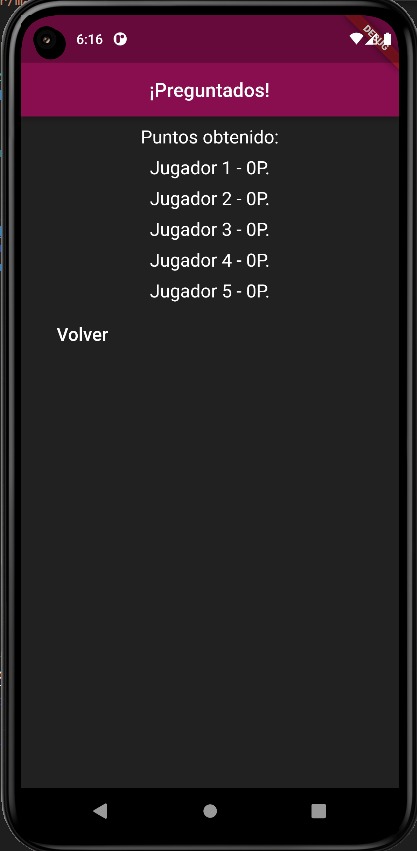 6:16
DEBUG
¡Preguntados!
Puntos obtenido:
Jugador 1 - 0P.
Jugador 2 - 0P.
Jugador 3 - 0P.
Jugador 4 - 0P.
Jugador 5 - 0P.
Volver